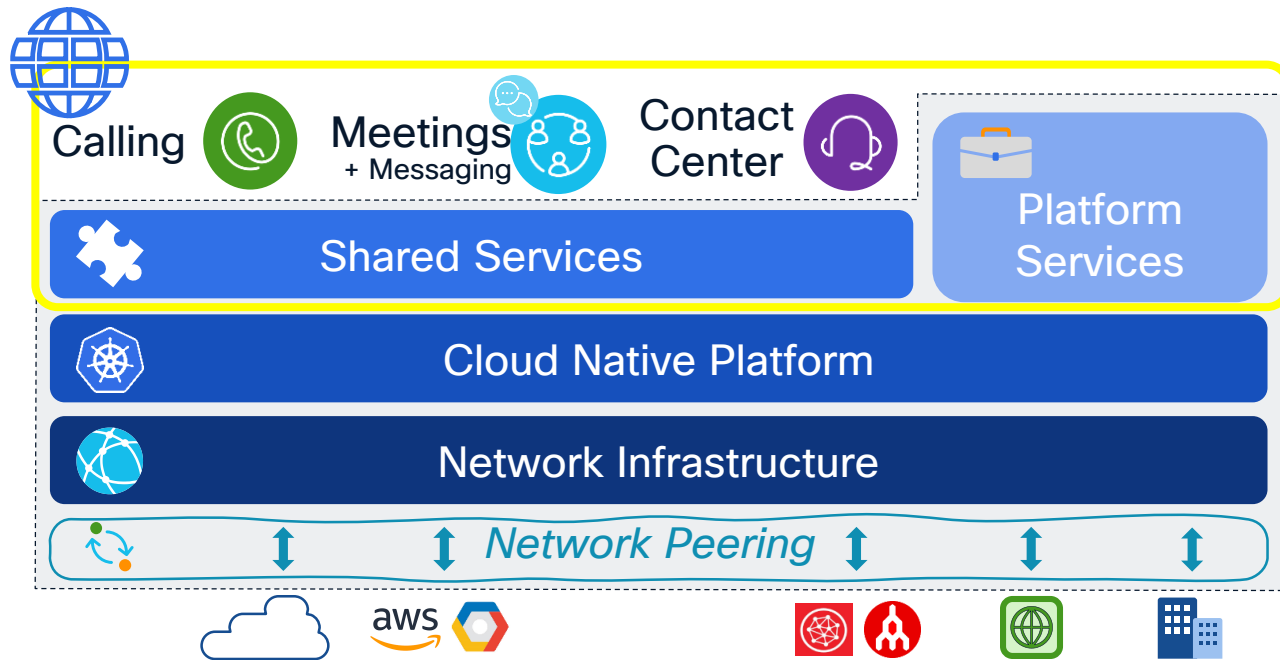 Calling
Meetings
+ Messaging
Contact
Center
Platform
Services
Shared Services
Cloud Native Platform
Network Infrastructure
Network Peering
aws